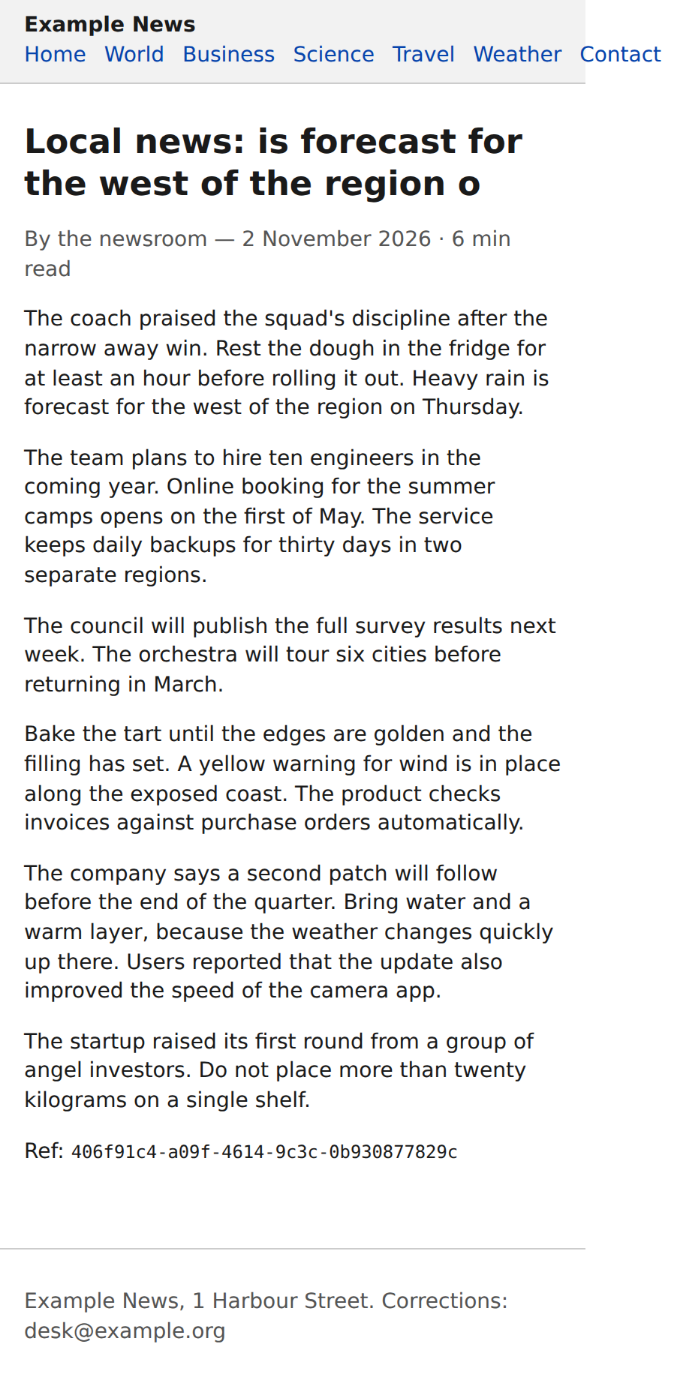 Example News
Home World Business Science Travel Weather Contact
Local news: is forecast for
the west of the region o
By the newsroom — 2 November 2026 · 6 min
read
The coach praised the squad's discipline after the
narrow away win. Rest the dough in the fridge for
at least an hour before rolling it out. Heavy rain is
forecast for the west of the region on Thursday.
The team plans to hire ten engineers in the
coming year. Online booking for the summer
camps opens on the first of May. The service
keeps daily backups for thirty days in two
separate regions.
The council will publish the full survey results next
week. The orchestra will tour six cities before
returning in March.
Bake the tart until the edges are golden and the
filling has set. A yellow warning for wind is in place
along the exposed coast. The product checks
invoices against purchase orders automatically.
The company says a second patch will follow
before the end of the quarter. Bring water and a
warm layer, because the weather changes quickly
up there. Users reported that the update also
improved the speed of the camera app.
The startup raised its first round from a group of
angel investors. Do not place more than twenty
kilograms on a single shelf.
Ref: 406f91c4-a09f-4614-9c3c-0b930877829c
Example News, 1 Harbour Street. Corrections:
desk@example.org